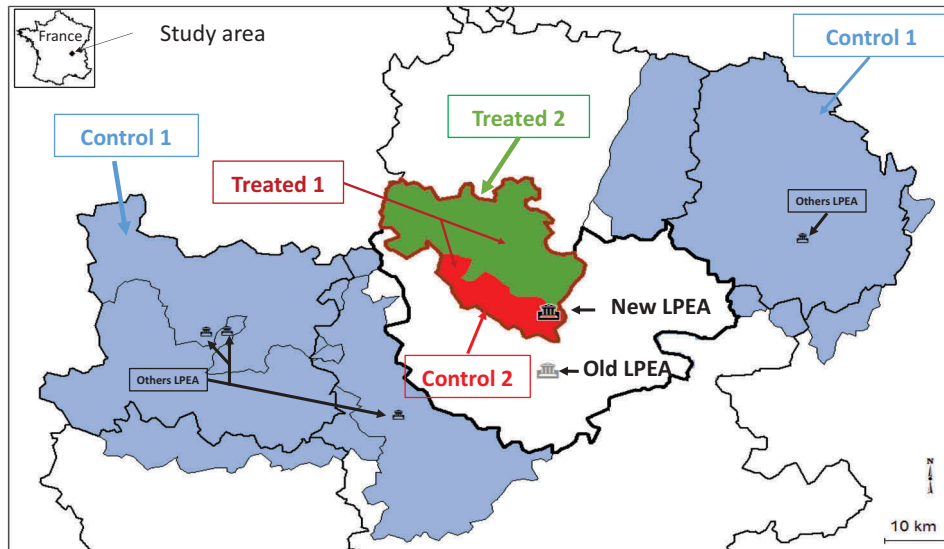 France
Study area
Control 1
Control 1
Treated 2
Treated 1
Others LPEA
New LPEA
Old LPEA
Control 2
Others LPEA
N
10 km